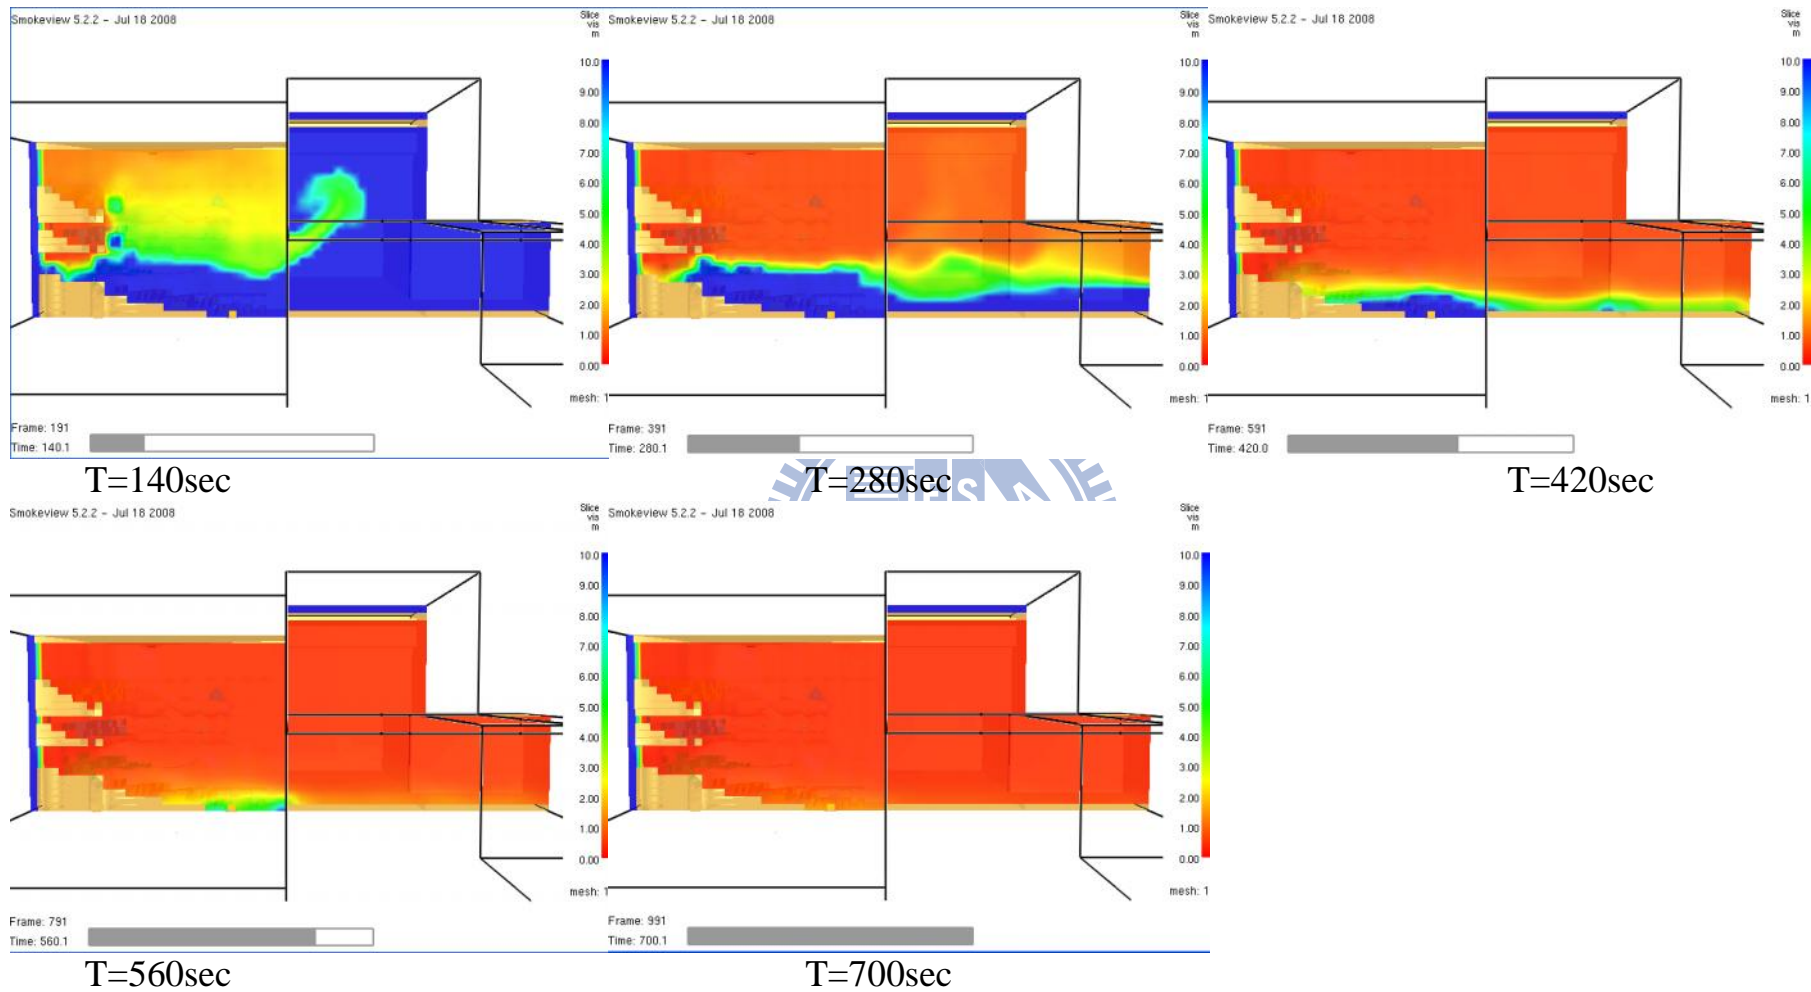 Smokeview 5.2.2 - Jul 18 2008
Slice
vis
m
10.0
9.00
8.00
7.00
6.00
5.00
4.00
3.00
2.00
1.00
0.00
mesh: 1
Frame: 191
Time: 140.1
T=140sec
Smokeview 5.2.2 - Jul 18 2008
Slice
vis
m
10.0
9.00
8.00
7.00
6.00
5.00
4.00
3.00
2.00
1.00
0.00
mesh: 1
Frame: 391
Time: 280.1
T=280sec
Smokeview 5.2.2 - Jul 18 2008
Slice
vis
m
10.0
9.00
8.00
7.00
6.00
5.00
4.00
3.00
2.00
1.00
0.00
mesh: 1
Frame: 591
Time: 420.0
T=420sec
Smokeview 5.2.2 - Jul 18 2008
Slice
vis
m
10.0
9.00
8.00
7.00
6.00
5.00
4.00
3.00
2.00
1.00
0.00
mesh: 1
Frame: 791
Time: 560.1
T=560sec
Smokeview 5.2.2 - Jul 18 2008
Slice
vis
m
10.0
9.00
8.00
7.00
6.00
5.00
4.00
3.00
2.00
1.00
0.00
mesh: 1
Frame: 991
Time: 700.1
T=700sec